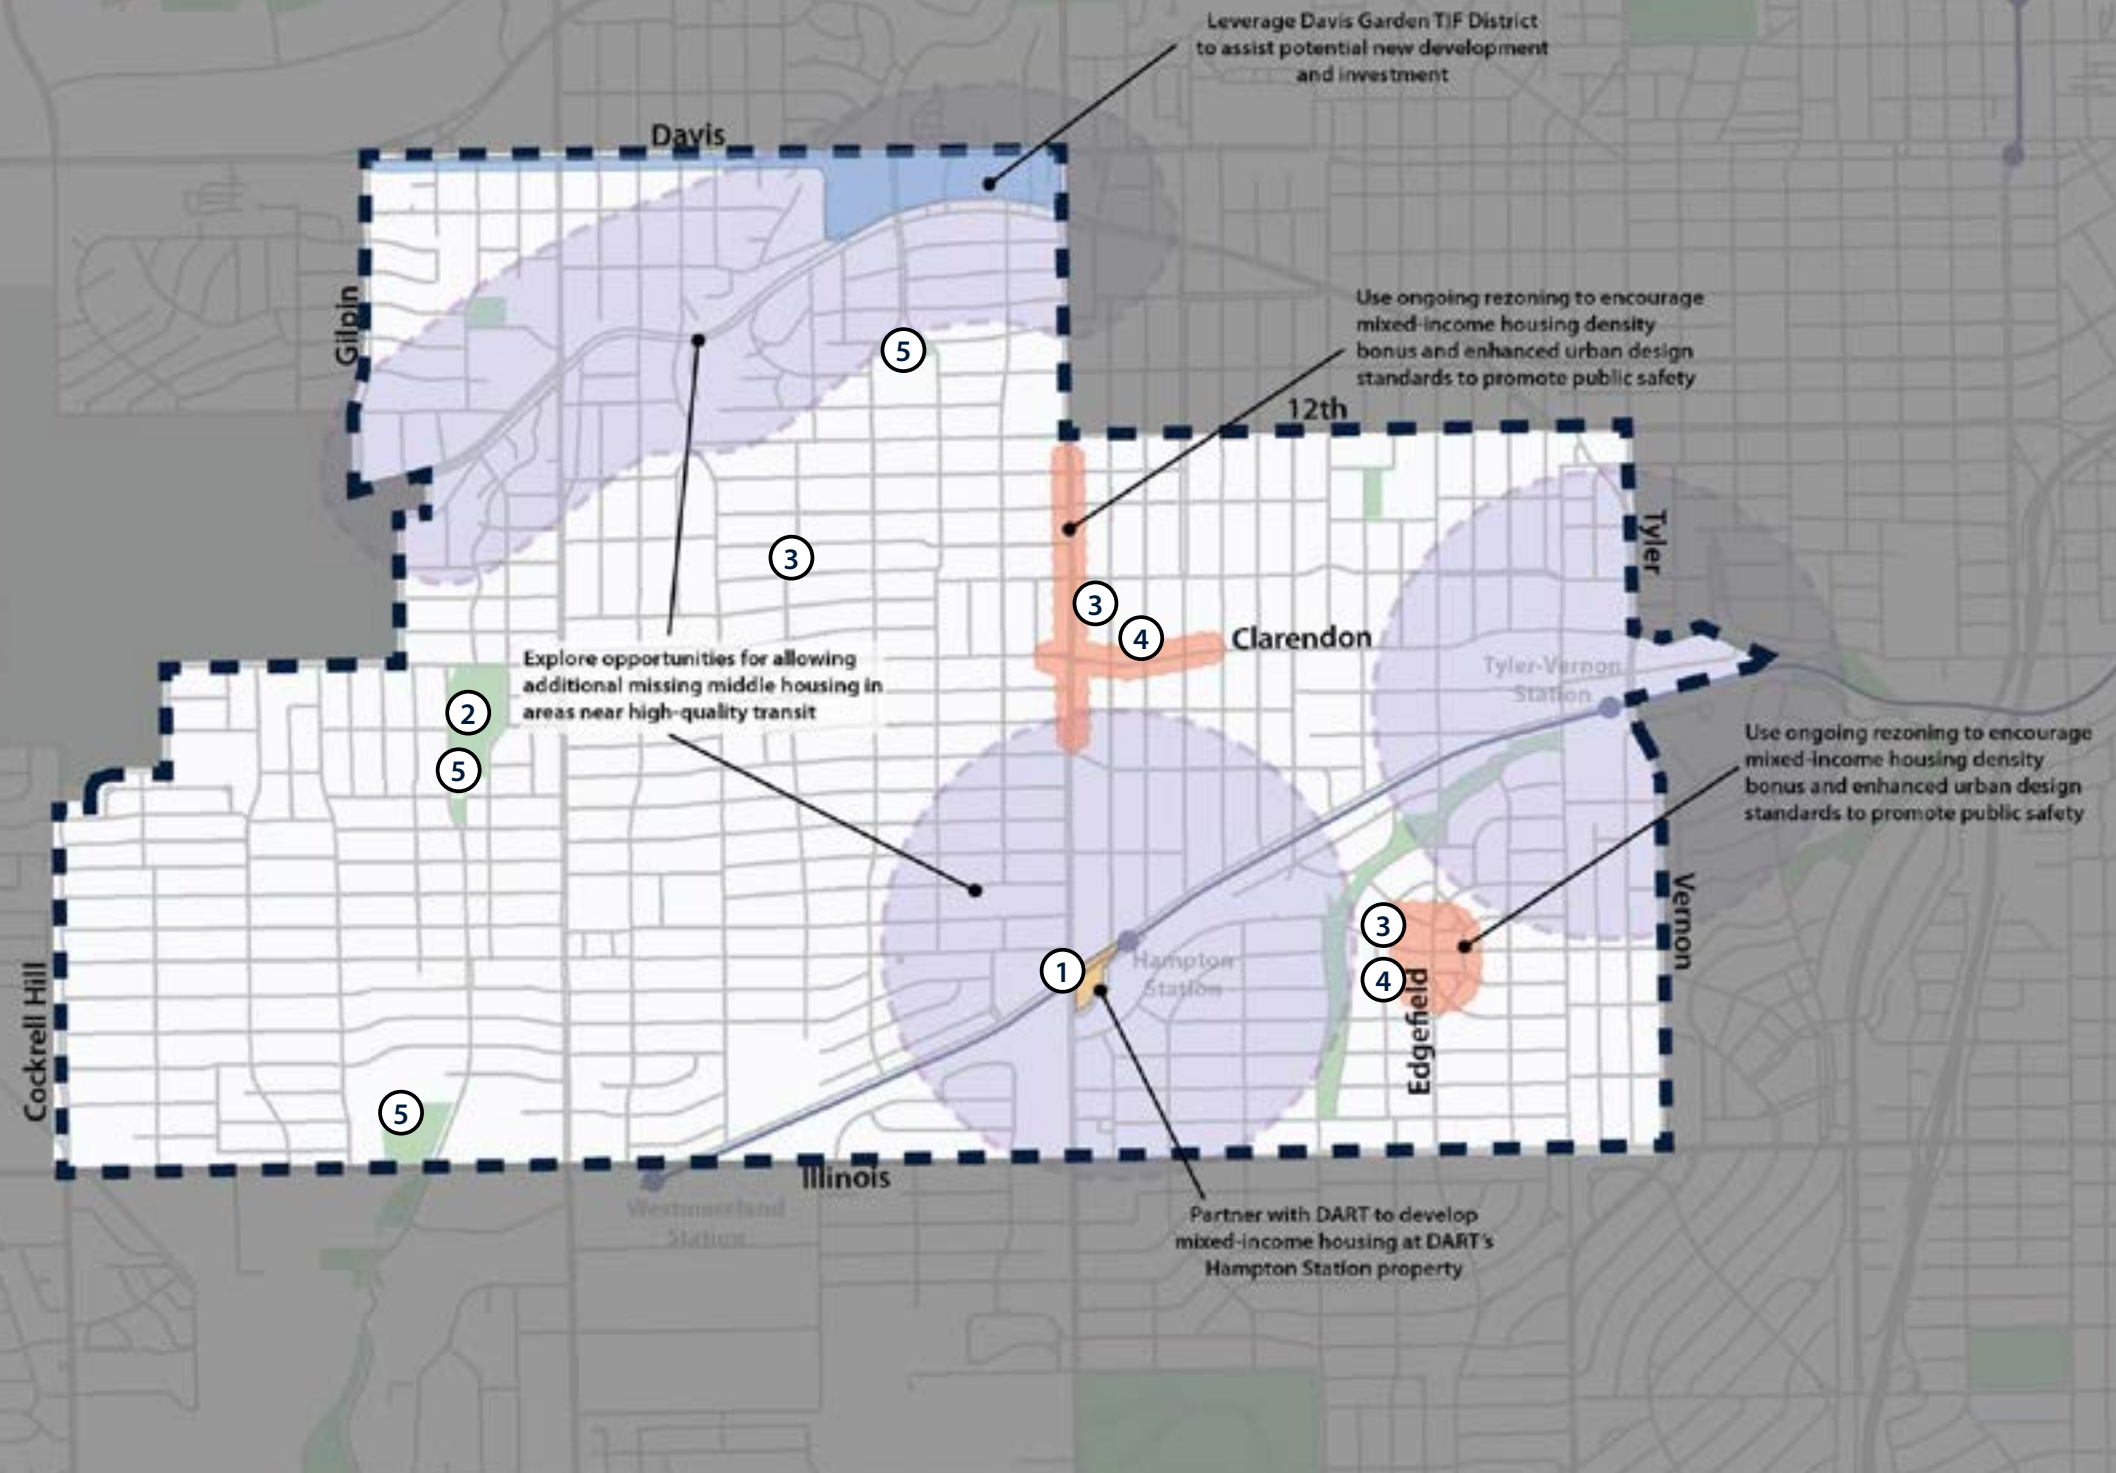 Leverage Davis Garden TIF District
to assist potential new development
and investment
Davis
Gilpin
Use ongoing rezoning to encourage
mixed-income housing density
bonus and enhanced urban design
standards to promote public safety
12th
5
Tyler
3
3
4
Clarendon
Explore opportunities for allowing
additional missing middle housing in
areas near high-quality transit
Tyler-Vernon
Station
2
5
Use ongoing rezoning to encourage
mixed-income housing density
bonus and enhanced urban design
standards to promote public safety
Vernon
3
4
Edgefield
1
Hampton
Station
Cockrell Hill
5
Illinois
Westmoreland
Station
Partner with DART to develop
mixed-income housing at DART's
Hampton Station property